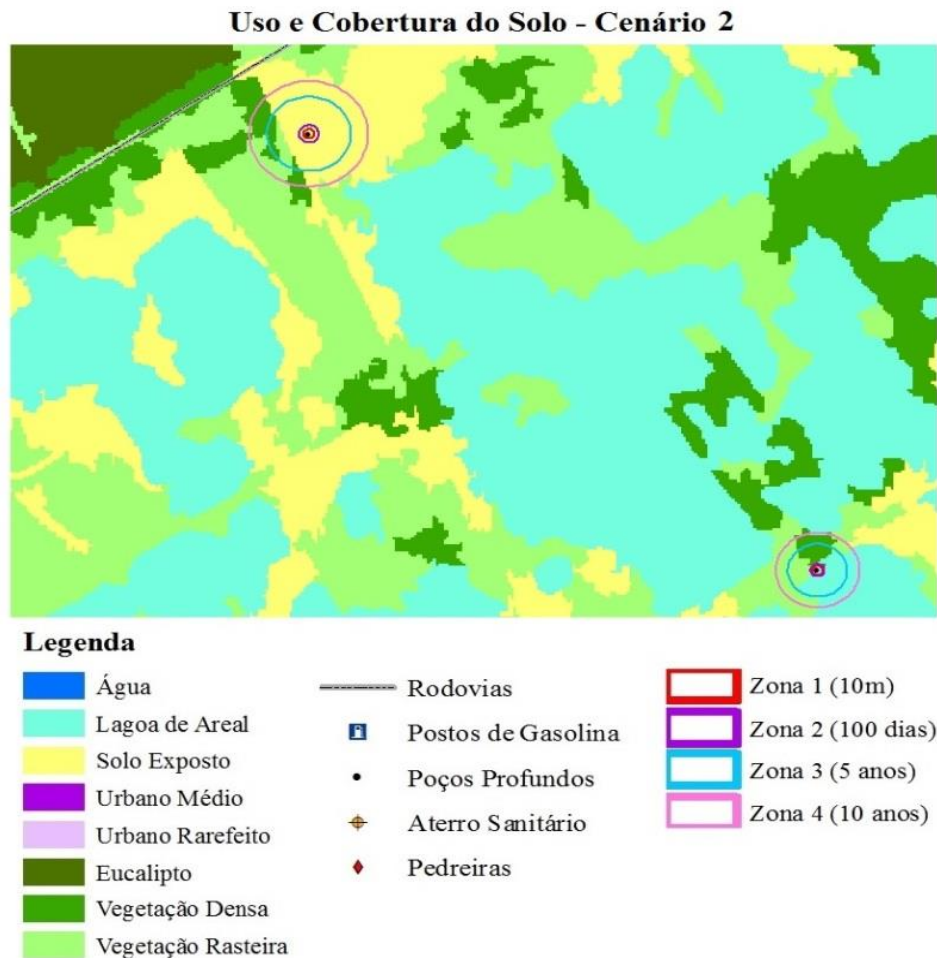 Uso e Cobertura do Solo - Cenário 2
Legenda
Água
Lagoa de Areal
Solo Exposto
Urbano Médio
Urbano Rarefeito
Eucalipto
Vegetação Densa
Vegetação Rasteira
Rodovias
Postos de Gasolina
Poços Profundos
Aterro Sanitário
Pedreiras
Zona 1 (10m)
Zona 2 (100 dias)
Zona 3 (5 anos)
Zona 4 (10 anos)